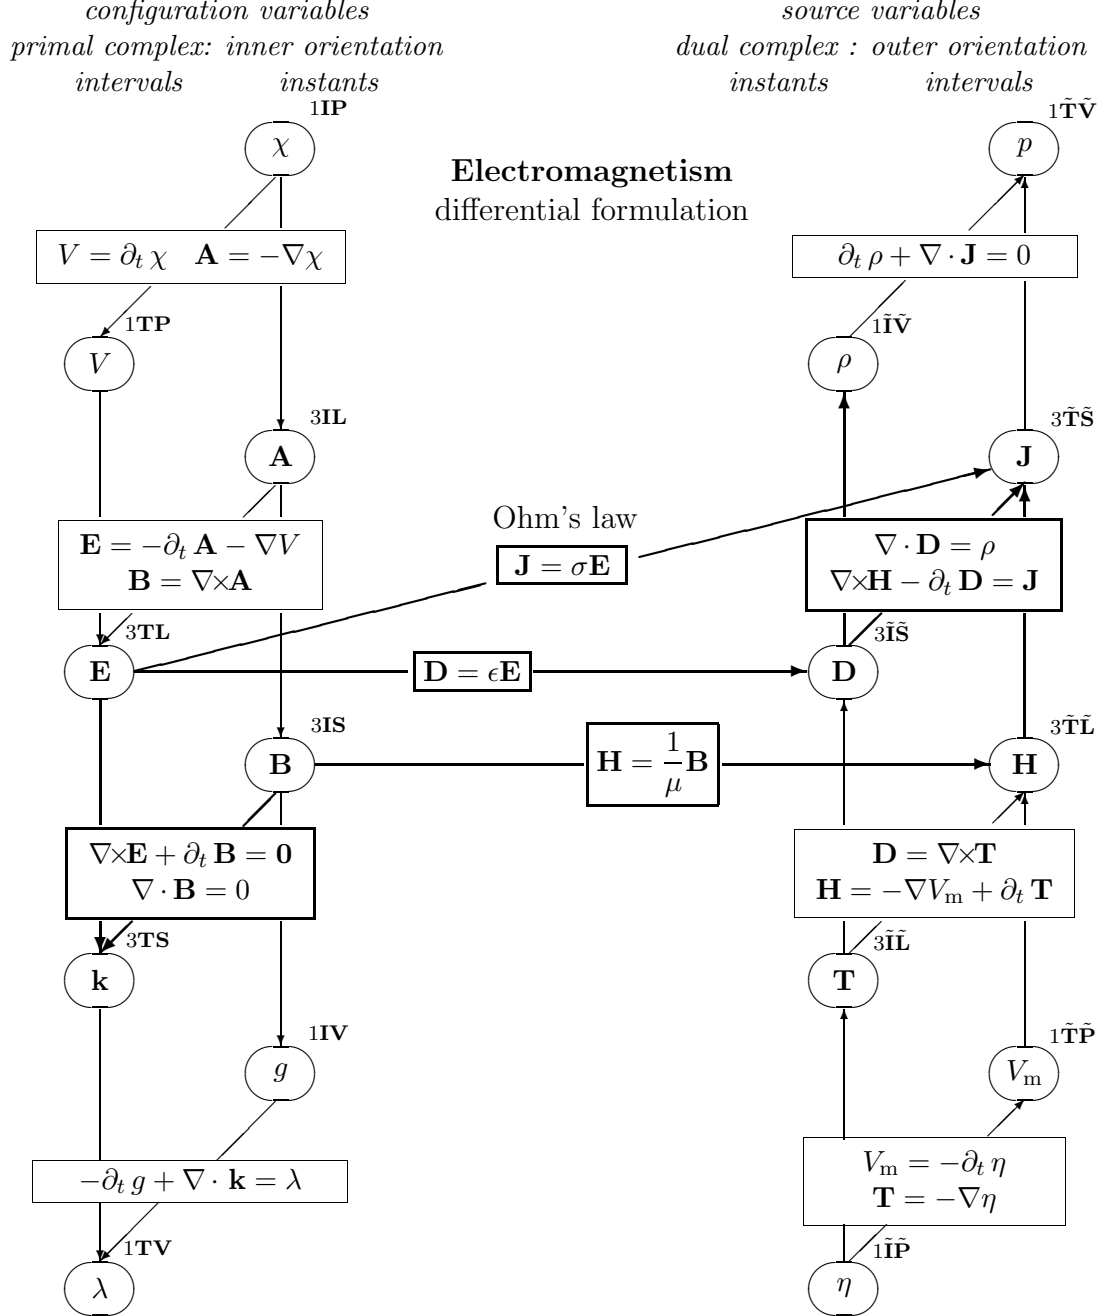 configuration variables
primal complex: inner orientation
intervals instants
source variables
dual complex : outer orientation
instants intervals
Electromagnetism
differential formulation
1IP
χ
V = ∂ₜ χ A = −∇χ
1TP
V
3IL
A
E = −∂ₜ A − ∇V
B = ∇×A
3TL
E
3IS
B
∇×E + ∂ₜ B = 0
∇ · B = 0
3TS
k
1IV
g
−∂ₜ g + ∇ · k = λ
1TV
λ
Ohm's law
J = σE
D = ϵE
H = 1/μ B
1T̃Ṽ
p
∂ₜ ρ + ∇ · J = 0
1ĨṼ
ρ
3T̃S̃
J
∇ · D = ρ
∇×H − ∂ₜ D = J
3ĨS̃
D
3T̃L̃
H
D = ∇×T
H = −∇Vₘ + ∂ₜ T
3ĨL̃
T
1T̃P̃
Vₘ
Vₘ = −∂ₜ η
T = −∇η
1ĨP̃
η